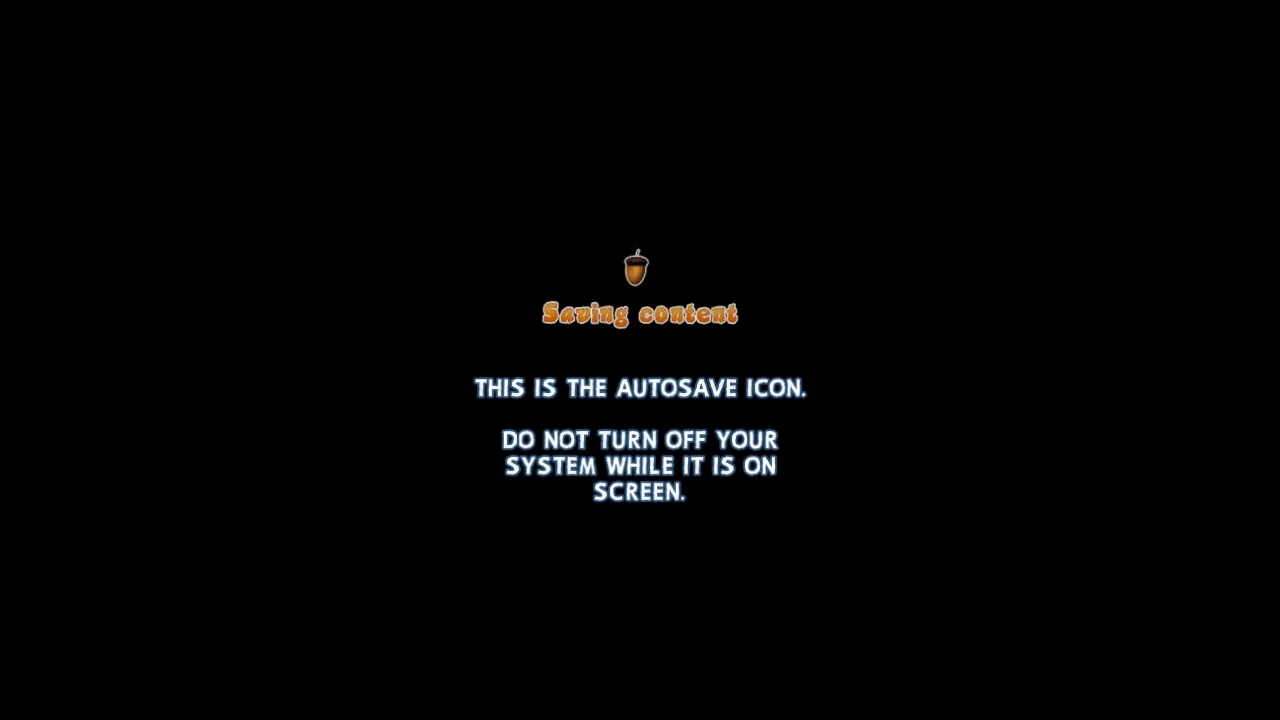 Saving content
THIS IS THE AUTOSAVE ICON.
DO NOT TURN OFF YOUR
SYSTEM WHILE IT IS ON
SCREEN.